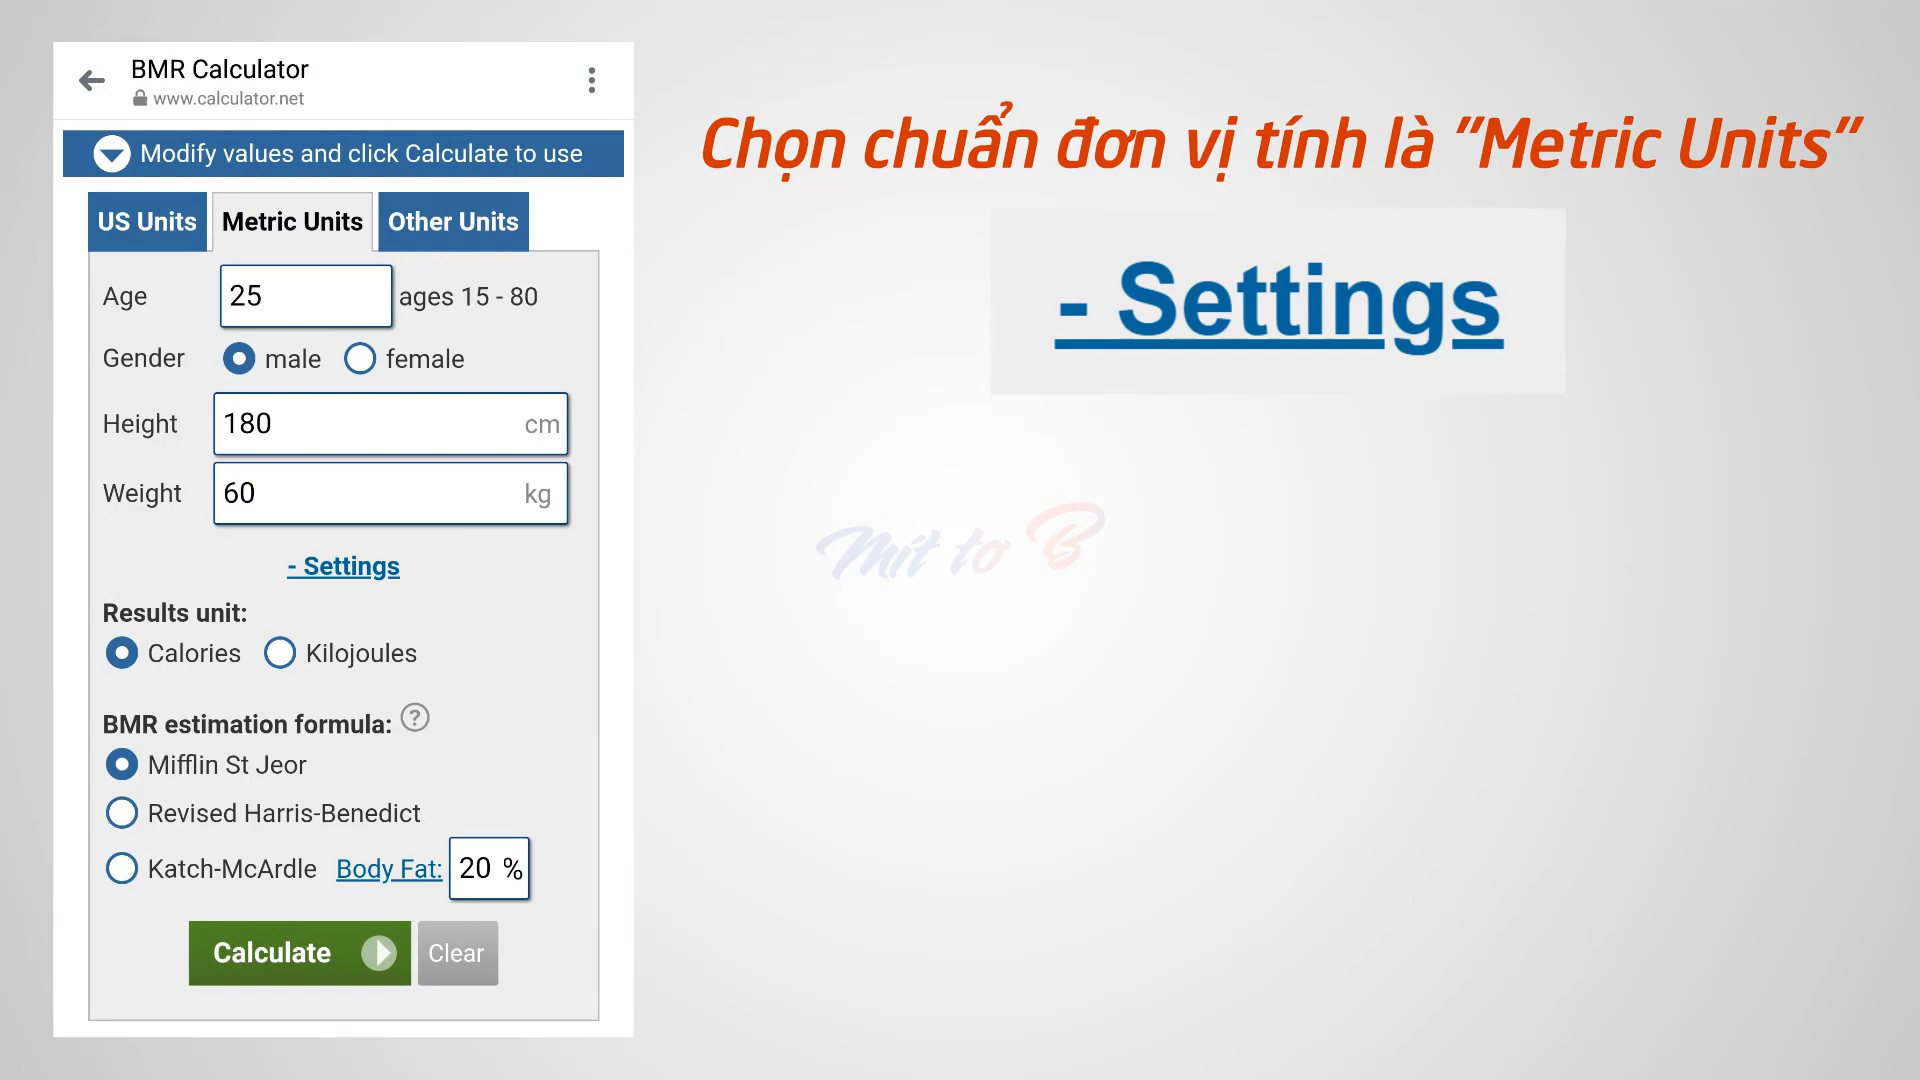 BMR Calculator
www.calculator.net
Modify values and click Calculate to use
US Units Metric Units Other Units
Age 25 ages 15 - 80
Gender male female
Height 180 cm
Weight 60 kg
- Settings
Results unit:
Calories Kilojoules
BMR estimation formula: ?
Mifflin St Jeor
Revised Harris-Benedict
Katch-McArdle Body Fat: 20 %
Calculate Clear
Chọn chuẩn đơn vị tính là "Metric Units"
- Settings
Mít tơ B